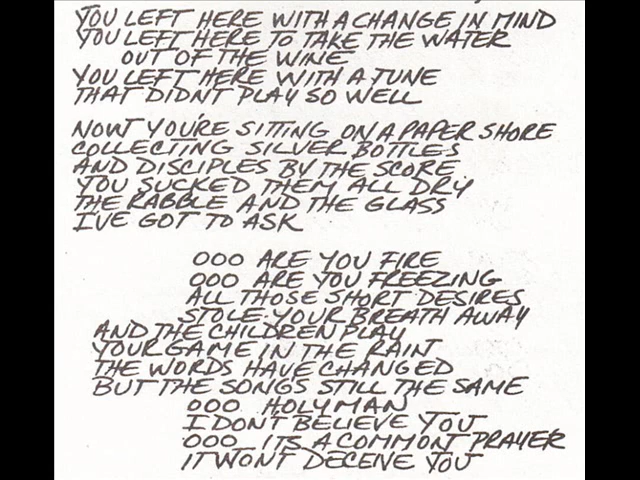 YOU LEFT HERE WITH A CHANGE IN MIND
YOU LEFT HERE TO TAKE THE WATER
OUT OF THE WINE
YOU LEFT HERE WITH A TUNE
THAT DIDNT PLAY SO WELL
NOW YOU'RE SITTING ON A PAPER SHORE
COLLECTING SILVER BOTTLES
AND DISCIPLES BY THE SCORE
YOU SUCKED THEM ALL DRY
THE RABBLE AND THE GLASS
I'VE GOT TO ASK
OOO ARE YOU FIRE
OOO ARE YOU FREEZING
ALL THOSE SHORT DESIRES
STOLE YOUR BREATH AWAY
AND THE CHILDREN PLAY
YOUR GAME IN THE RAIN
THE WORDS HAVE CHANGED
BUT THE SONGS STILL THE SAME
OOO HOLYMAN
I DON'T BELIEVE YOU
OOO ITS A COMMON PRAYER
IT WON'T DECEIVE YOU